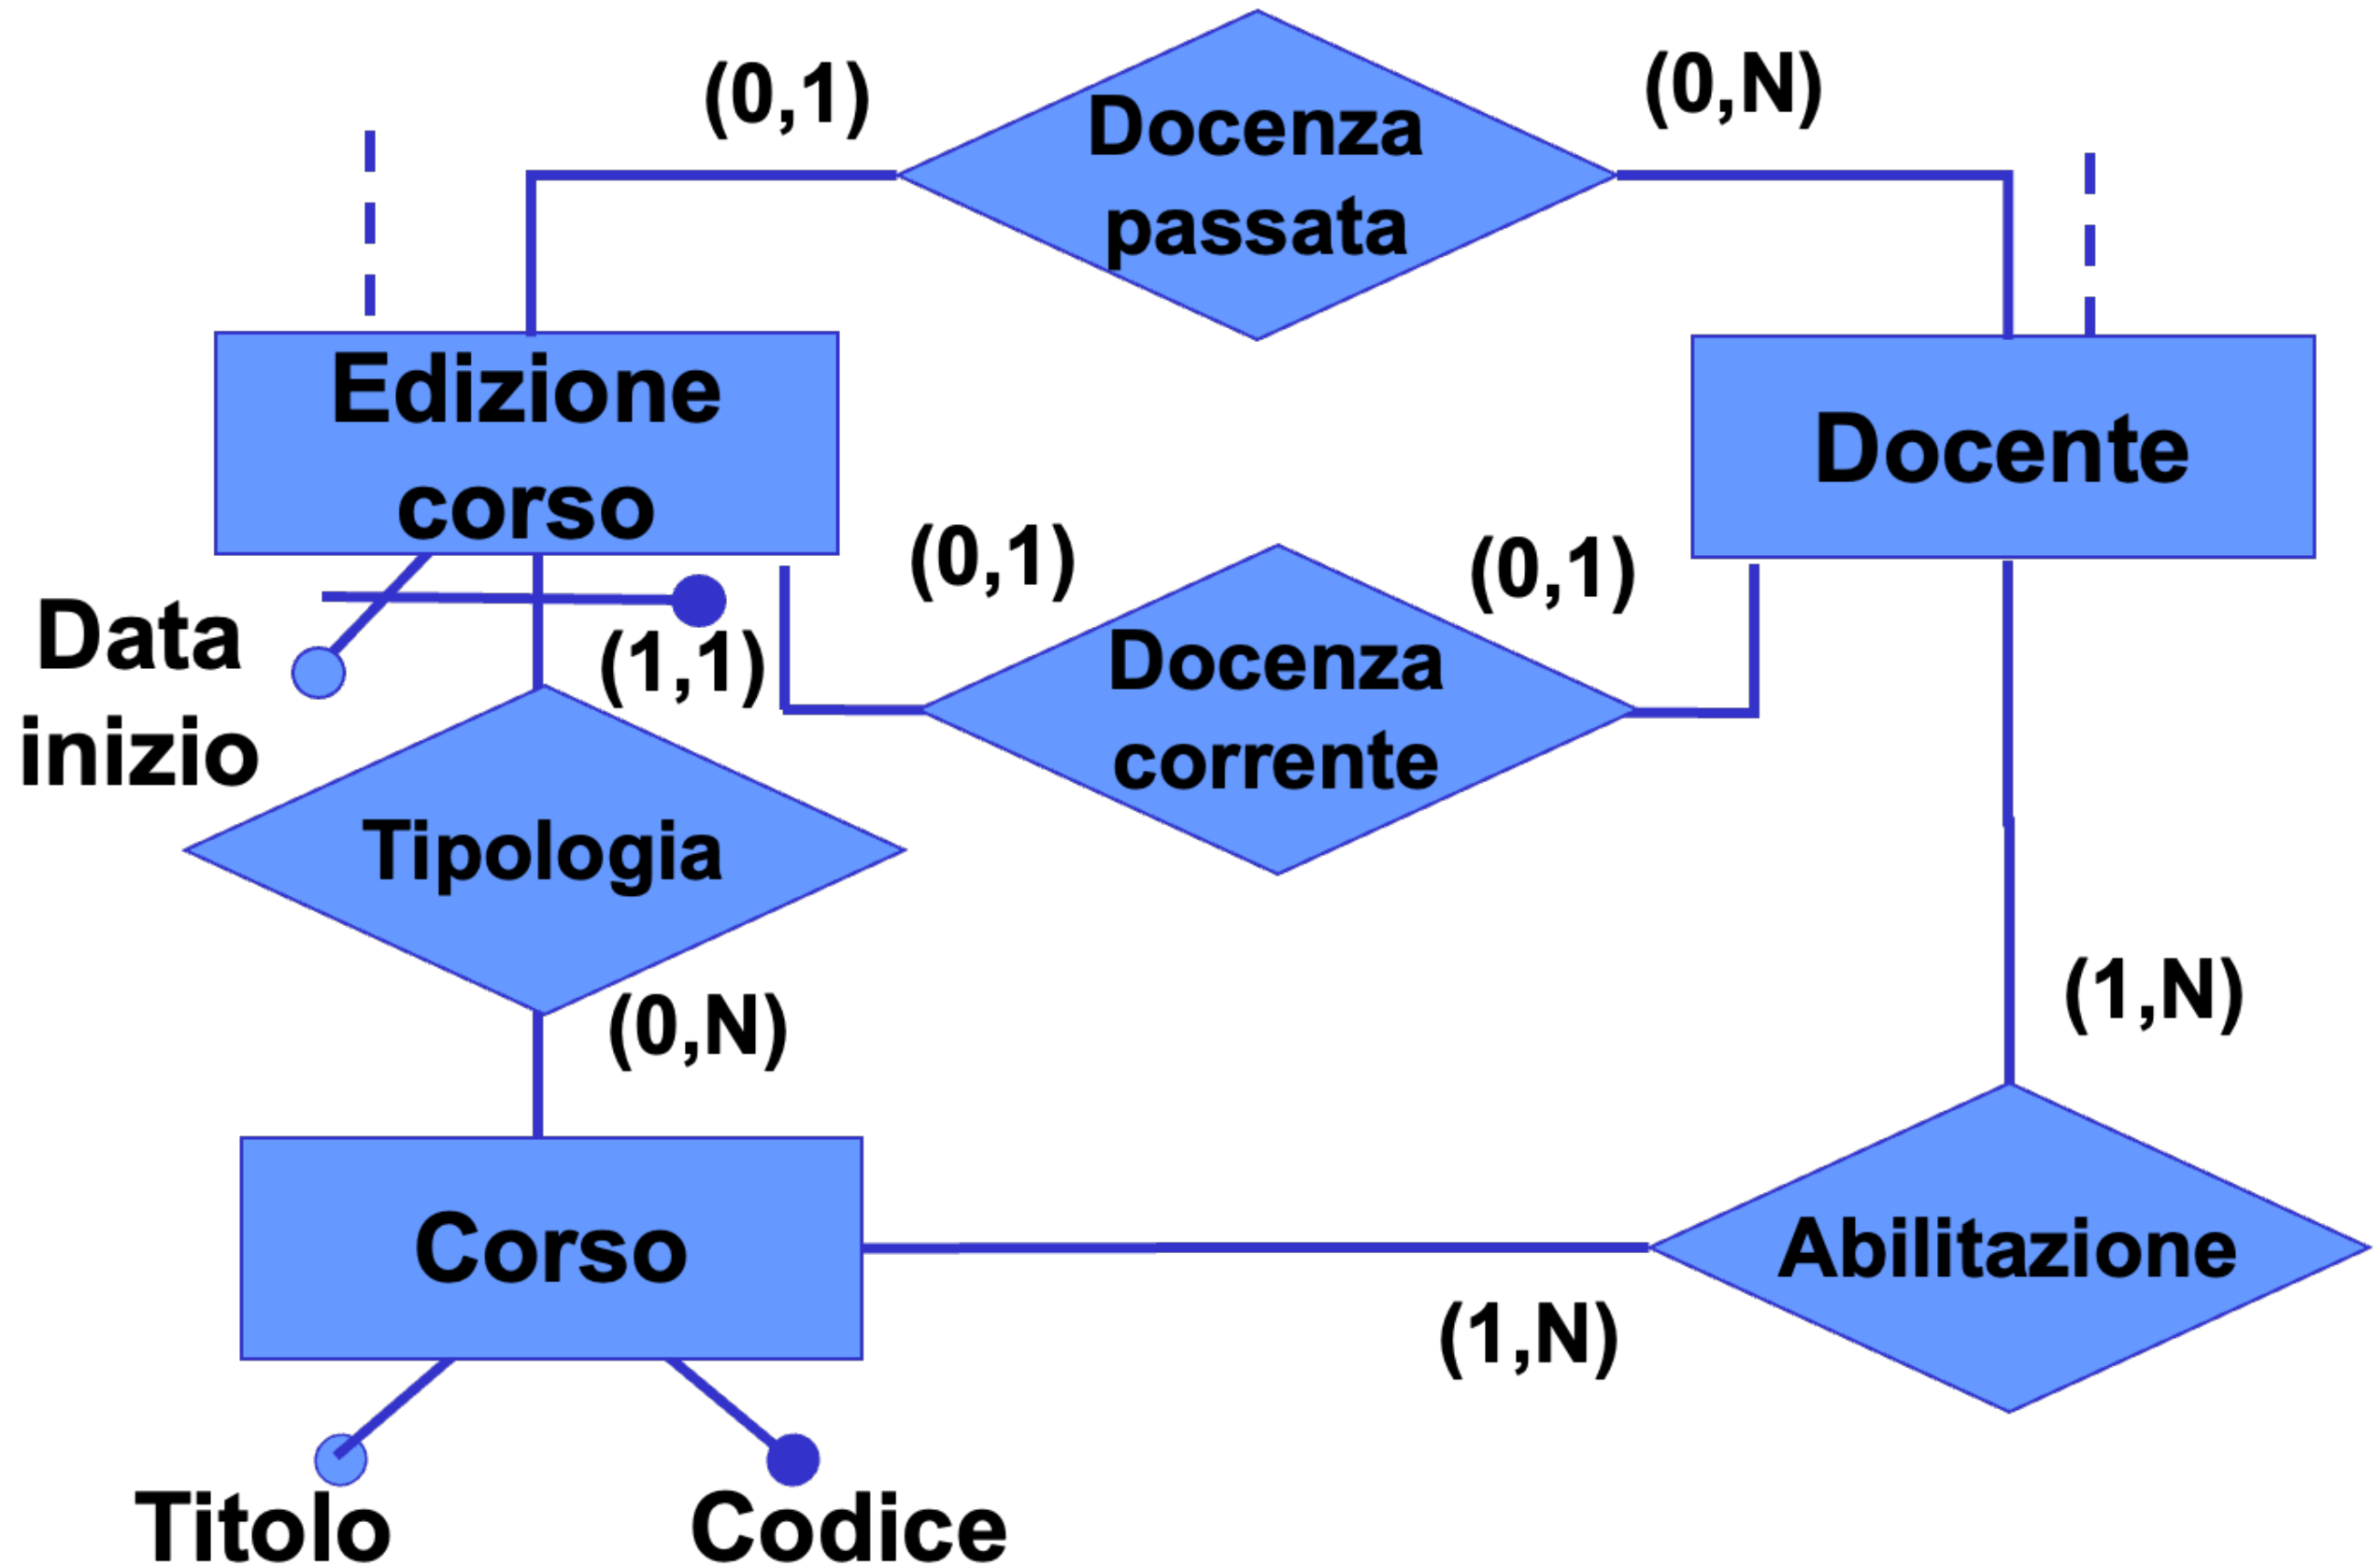 (0,1)
Docenza
passata
(0,N)
Edizione
corso
Docente
(0,1)
(0,1)
Data
inizio
(1,1)
Docenza
corrente
Tipologia
(0,N)
(1,N)
Corso
Abilitazione
(1,N)
Titolo
Codice